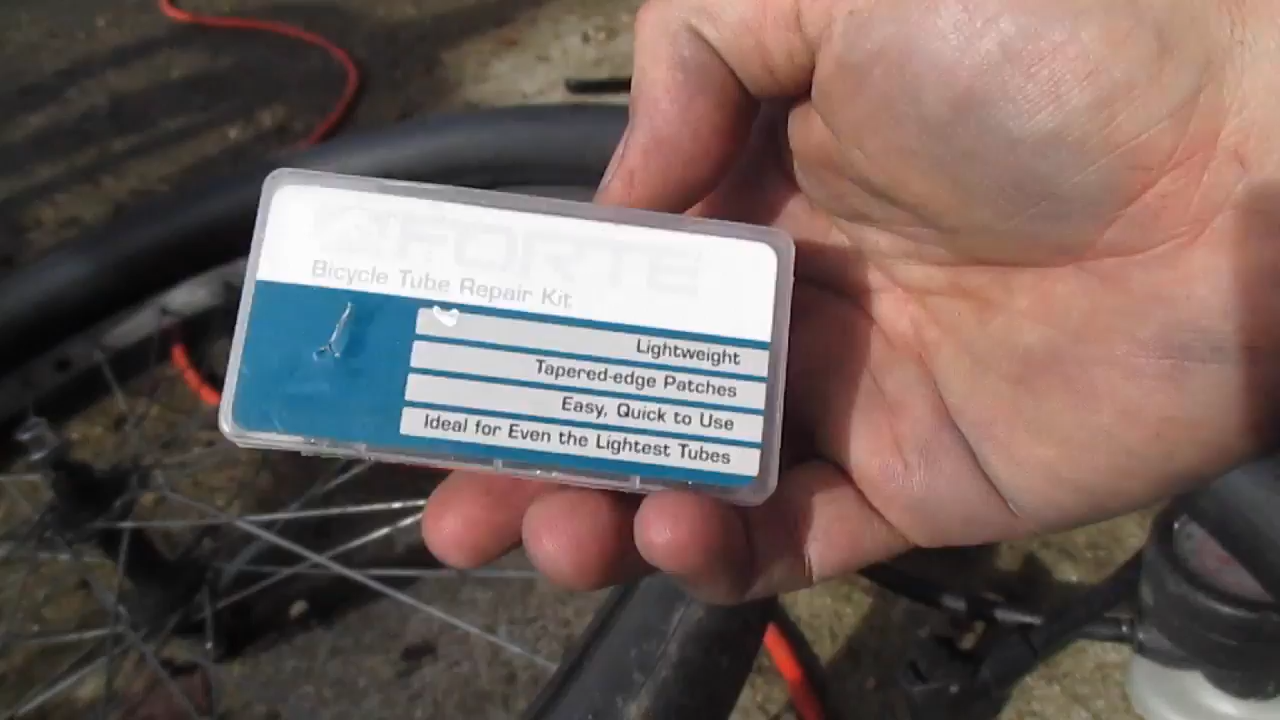 FORTE
Bicycle Tube Repair Kit
Lightweight
Tapered-edge Patches
Easy, Quick to Use
Ideal for Even the Lightest Tubes